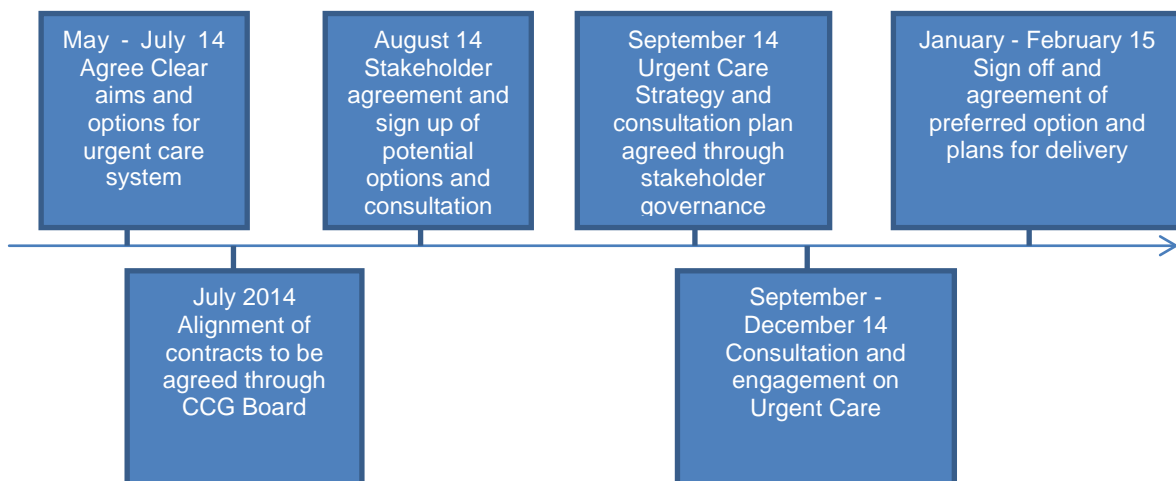 May - July 14
Agree Clear
aims and
options for
urgent care
system
August 14
Stakeholder
agreement and
sign up of
potential
options and
consultation
September 14
Urgent Care
Strategy and
consultation plan
agreed through
stakeholder
governance
January - February 15
Sign off and
agreement of
preferred option and
plans for delivery
July 2014
Alignment of
contracts to be
agreed through
CCG Board
September -
December 14
Consultation and
engagement on
Urgent Care